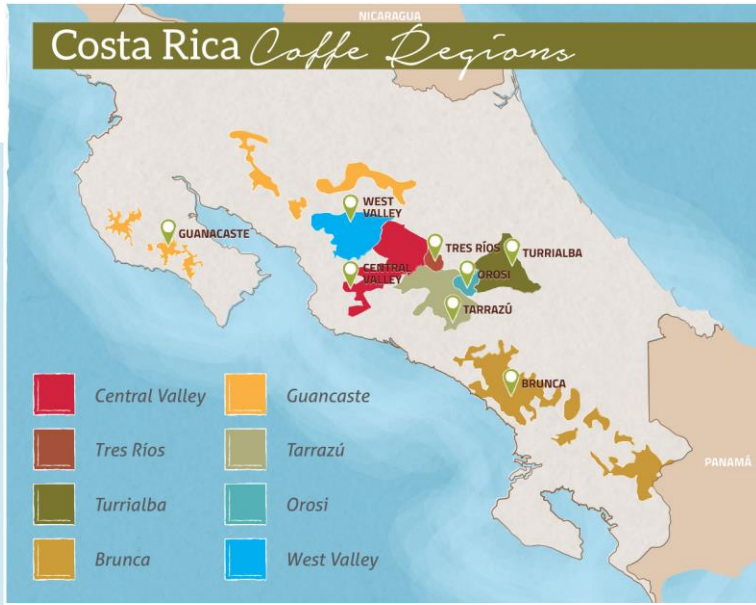 NICARAGUA
Costa Rica Coffe Regions
WEST
VALLEY
GUANACASTE
TRES RÍOS
TURRIALBA
CENTRAL
VALLEY
OROSI
TARRAZÚ
BRUNCA
PANAMÁ
Central Valley
Guancaste
Tres Ríos
Tarrazú
Turrialba
Orosi
Brunca
West Valley